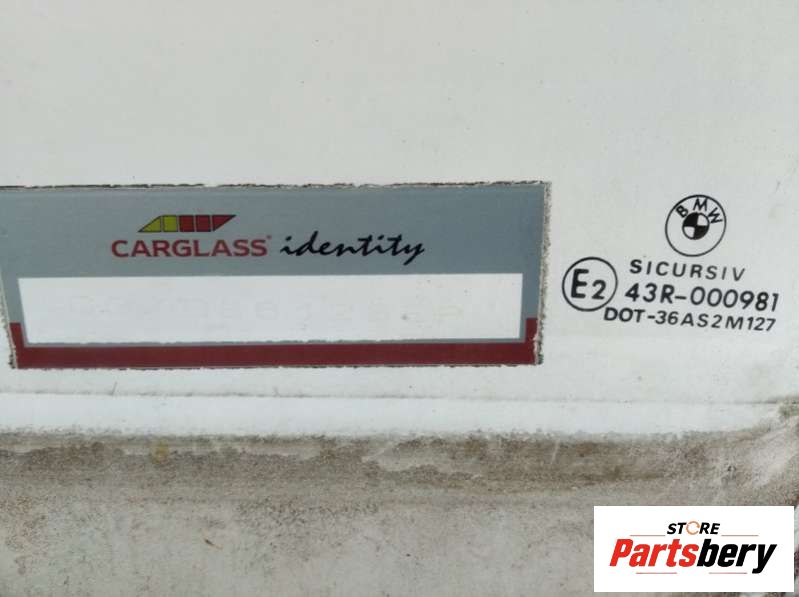 CARGLASS® identity
BMW
SICURSIV
E2 43R-000981
DOT-36AS2M127
STORE
Partsbery